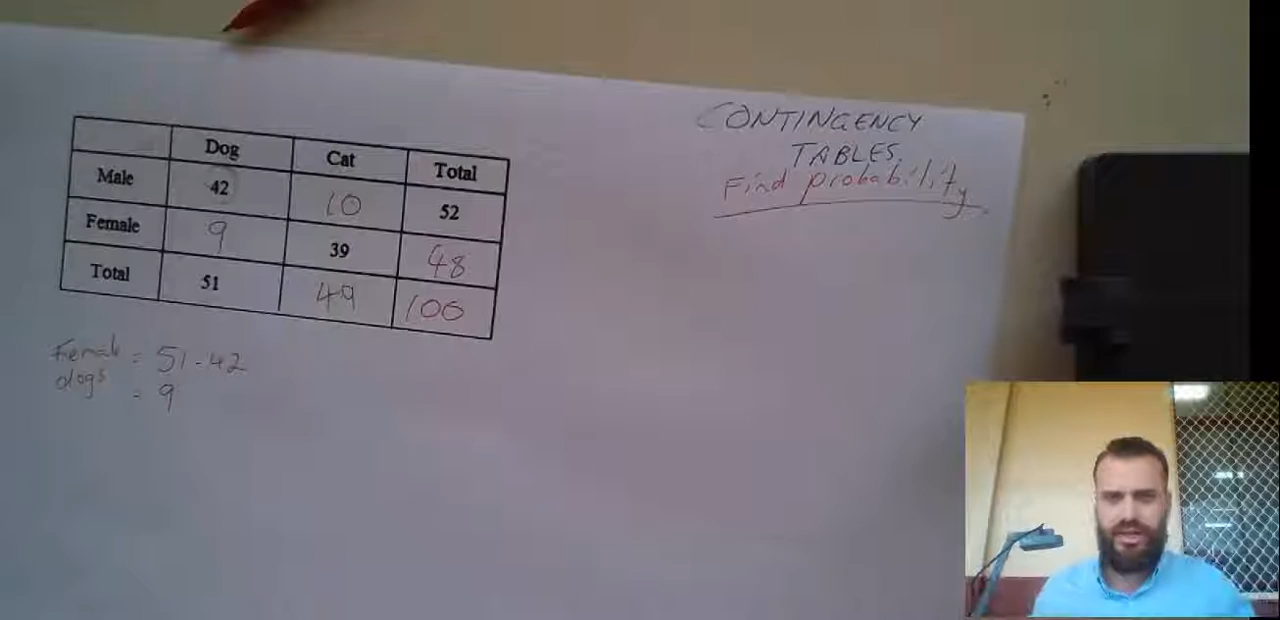 CONTINGENCY
TABLES.
Find probability
Dog Cat Total
Male 42 10 52
Female 9 39 48
Total 51 49 100
Female = 51-42
dogs
= 9